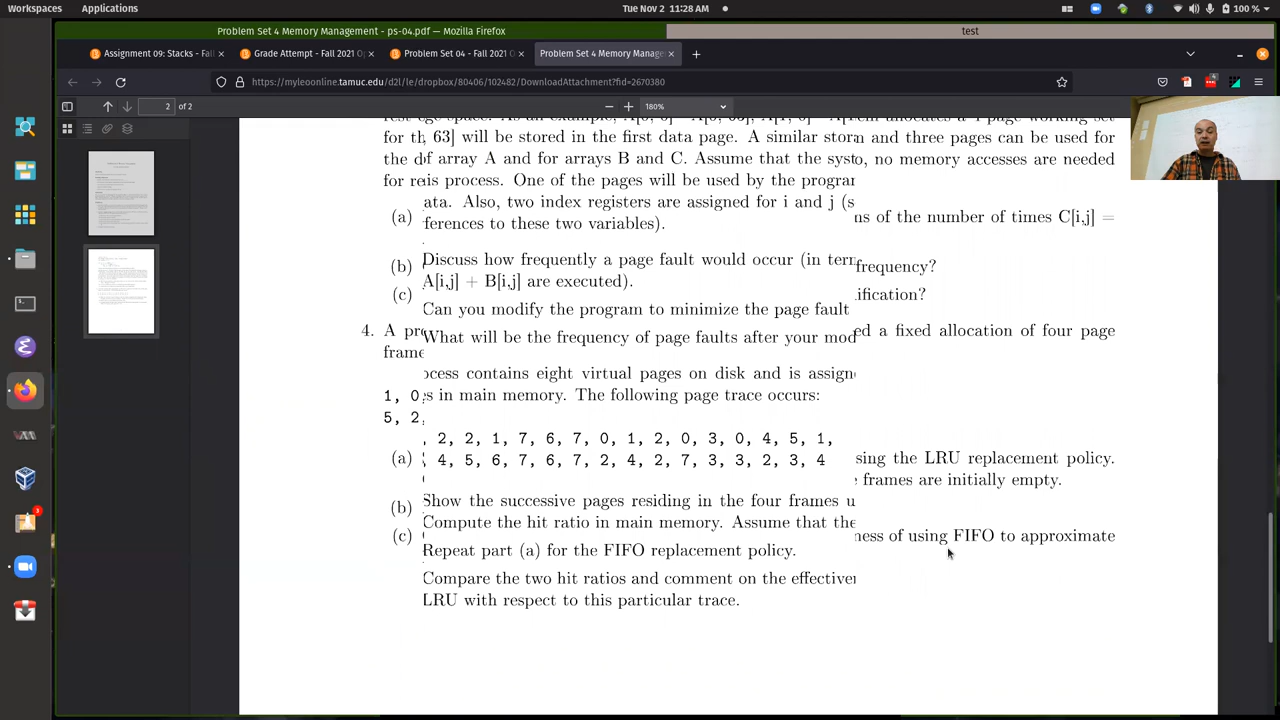 Workspaces Applications Tue Nov 2 11:28 AM 100 %
Problem Set 4 Memory Management - ps-04.pdf — Mozilla Firefox test
Assignment 09: Stacks - Fal Grade Attempt - Fall 2021 O Problem Set 04 - Fall 2021 O Problem Set 4 Memory Manage
https://myleoonline.tamuc.edu/d2l/le/dropbox/80406/102482/DownloadAttachment?fid=2670380
2 of 2 180%
for th 63] will be stored in the first data page. A similar storn and three pages can be used for
the df array A and for arrays B and C. Assume that the systo, no memory accesses are needed
for rcis process. One of the pages will be used by the progran
ata. Also, two index registers are assigned for i and j (s
(a) ns of the number of times C[i,j] =
ferences to these two variables).
Discuss how frequently a page fault would occur (in tern
(b) frequency?
A[i,j] + B[i,j] are executed).
(c) ification?
Can you modify the program to minimize the page fault
4. A pro ed a fixed allocation of four page
What will be the frequency of page faults after your mod
frame
ocess contains eight virtual pages on disk and is assign
1, 0, s in main memory. The following page trace occurs:
5, 2,
2, 2, 1, 7, 6, 7, 0, 1, 2, 0, 3, 0, 4, 5, 1,
(a) 4, 5, 6, 7, 6, 7, 2, 4, 2, 7, 3, 3, 2, 3, 4 sing the LRU replacement policy.
frames are initially empty.
Show the successive pages residing in the four frames u
(b)
Compute the hit ratio in main memory. Assume that the
(c) ness of using FIFO to approximate
Repeat part (a) for the FIFO replacement policy.
Compare the two hit ratios and comment on the effectiven
LRU with respect to this particular trace.